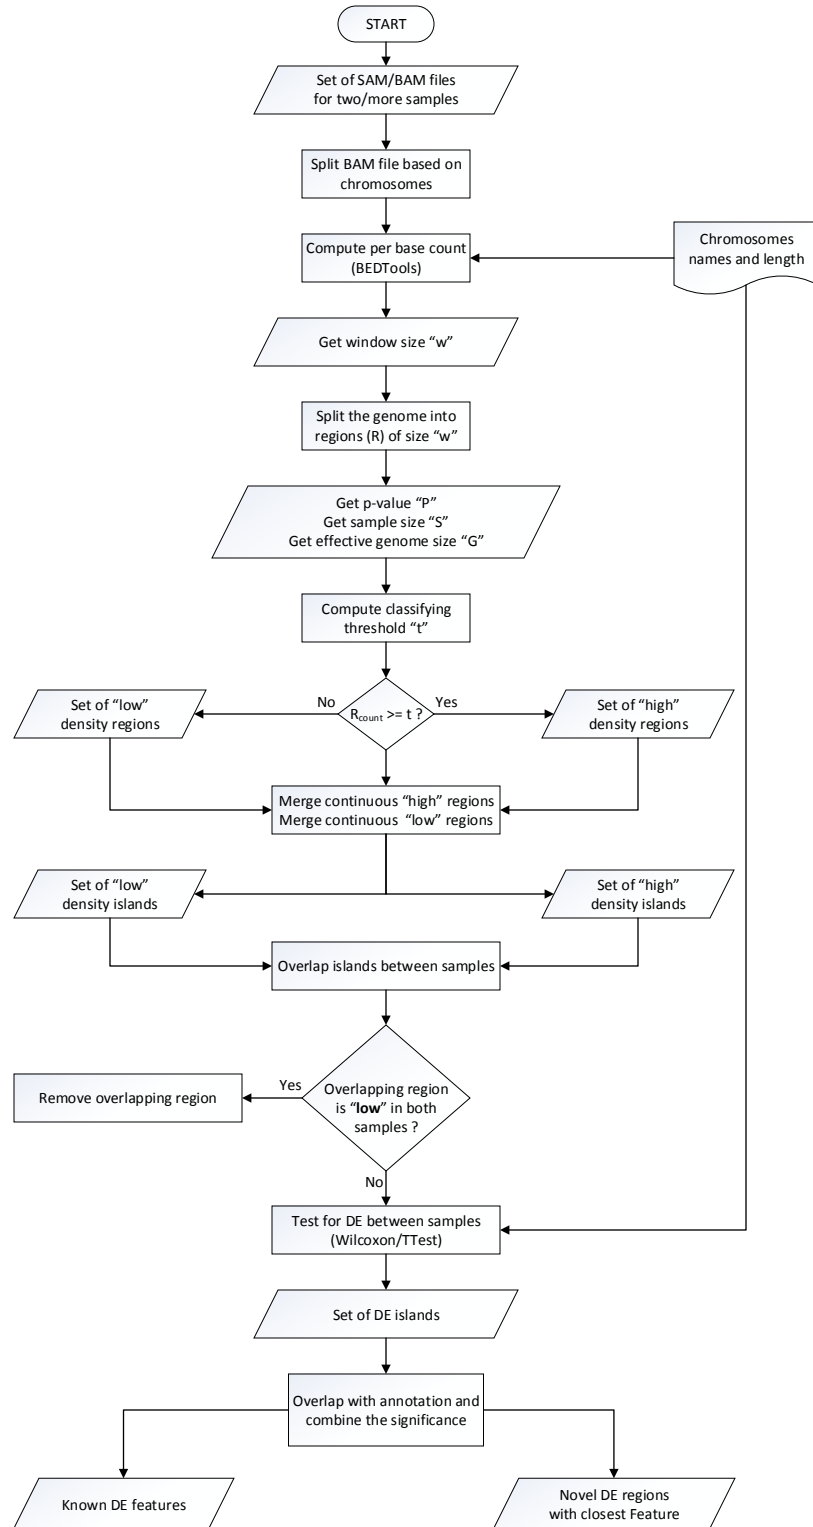 START
Set of SAM/BAM files
for two/more samples
Split BAM file based on
chromosomes
Compute per base count
(BEDTools)
Chromosomes
names and length
Get window size “w”
Split the genome into
regions (R) of size “w”
Get p-value “P”
Get sample size “S”
Get effective genome size “G”
Compute classifying
threshold “t”
No
Yes
Set of “low”
density regions
Rcount >= t ?
Set of “high”
density regions
Merge continuous “high” regions
Merge continuous “low” regions
Set of “low”
density islands
Set of “high”
density islands
Overlap islands between samples
Yes
Remove overlapping region
Overlapping region
is “low” in both
samples ?
No
Test for DE between samples
(Wilcoxon/TTest)
Set of DE islands
Overlap with annotation and
combine the significance
Known DE features
Novel DE regions
with closest Feature